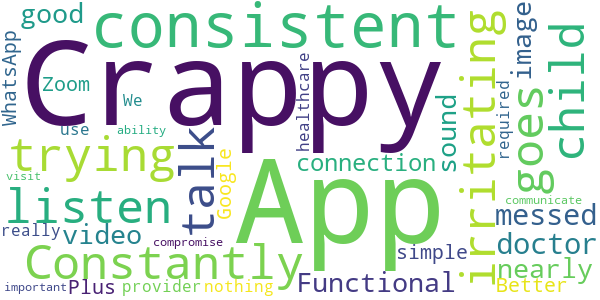 good
consistent
WhatsApp
Zoom
We
Crappy
healthcare
irritating
image
child
goes
required
use
ability
trying
talk
Google
sound
connection
App
visit
listen
communicate
messed
really
video
compromise
simple
doctor
Constantly
Functional
nearly
important
Plus
provider
nothing
Better